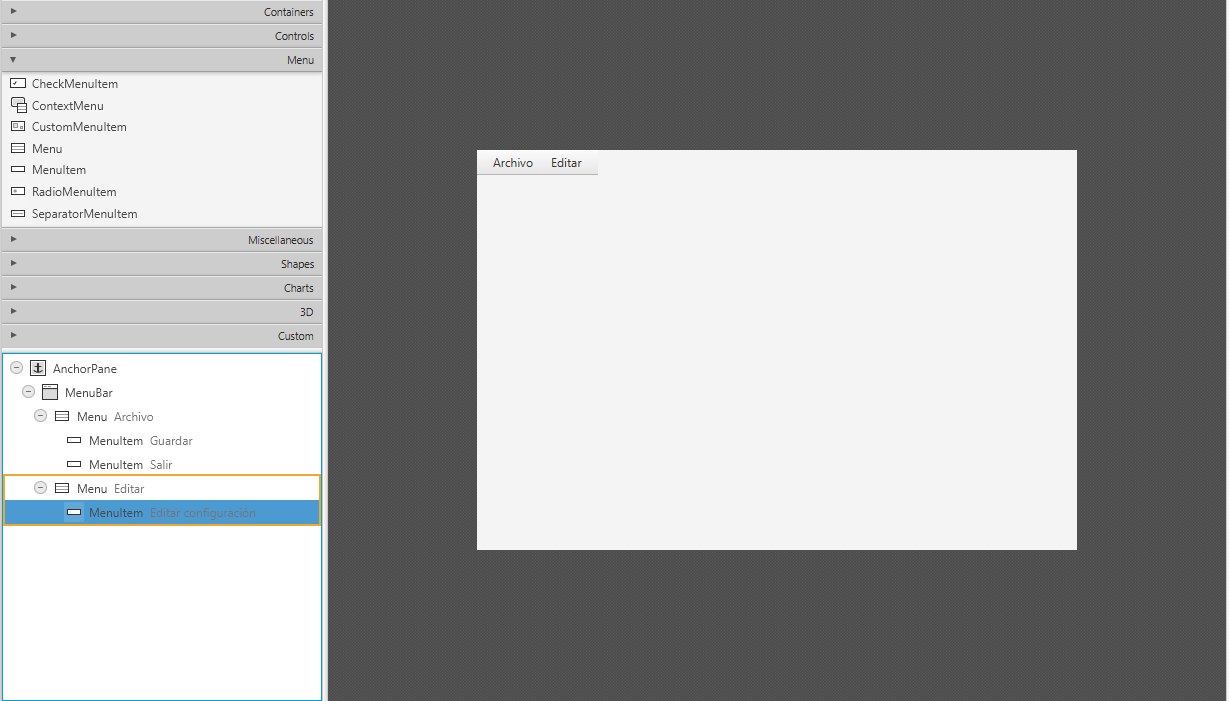 Containers
Controls
Menu
CheckMenuItem
ContextMenu
CustomMenuItem
Menu
MenuItem
RadioMenuItem
SeparatorMenuItem
Miscellaneous
Shapes
Charts
3D
Custom
AnchorPane
MenuBar
Menu Archivo
MenuItem Guardar
MenuItem Salir
Menu Editar
MenuItem Editar configuración
Archivo Editar